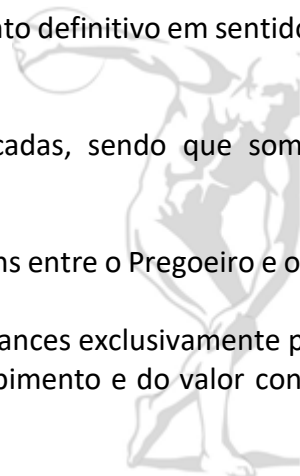 to definitivo em sentido
cadas, sendo que som
ns entre o Pregoeiro e o
ances exclusivamente p
bimento e do valor con